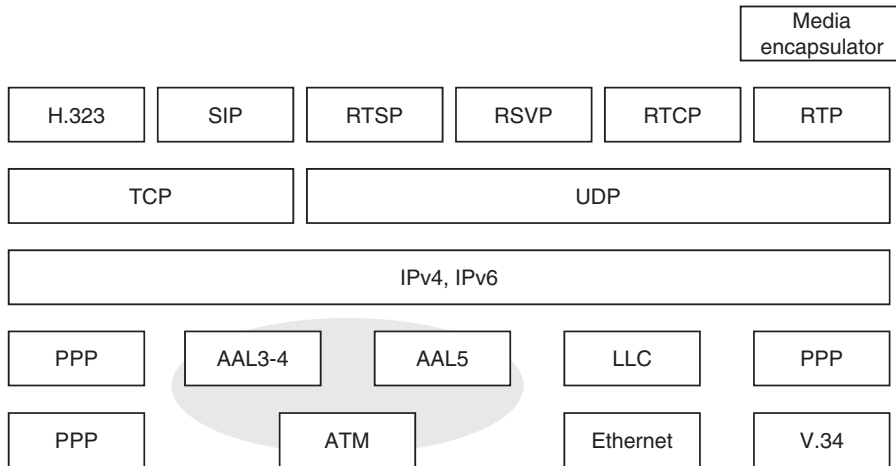 Media
encapsulator
H.323 SIP RTSP RSVP RTCP RTP
TCP UDP
IPv4, IPv6
PPP AAL3-4 AAL5 LLC PPP
PPP ATM Ethernet V.34